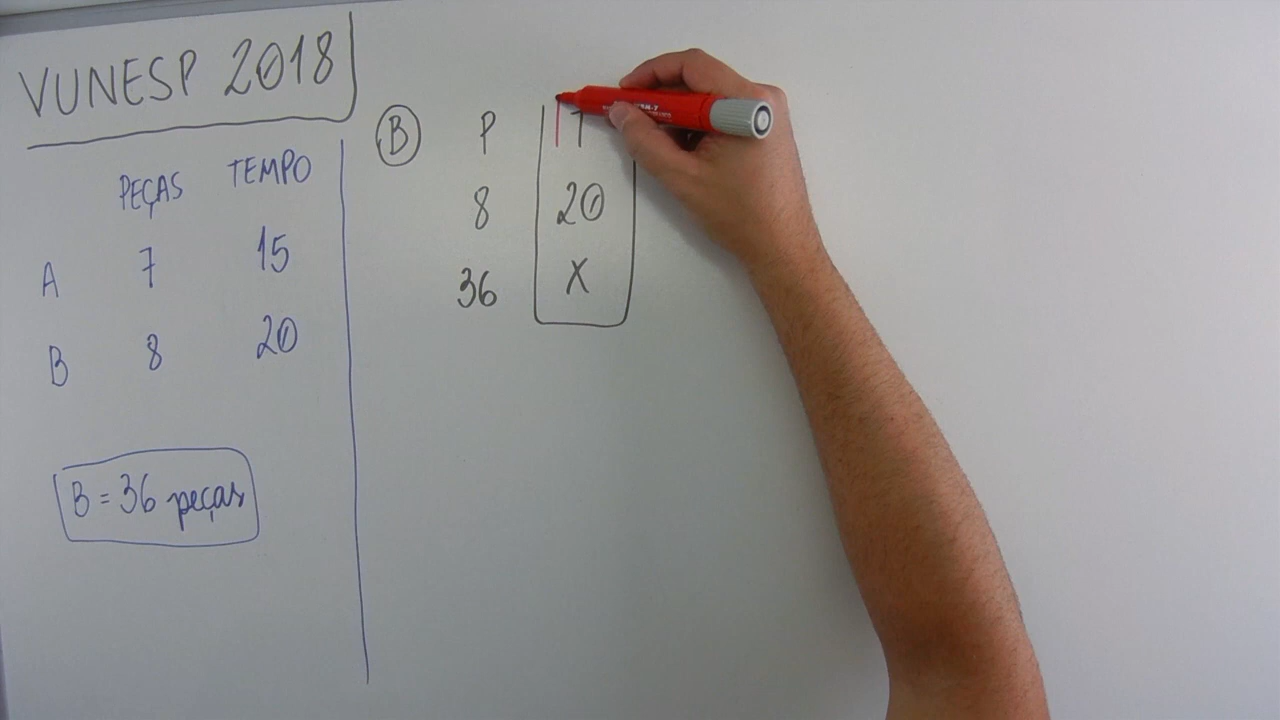 VUNESP 2018
PEÇAS TEMPO
A 7 15
B 8 20
B = 36 peças
B P T
8 20
36 X